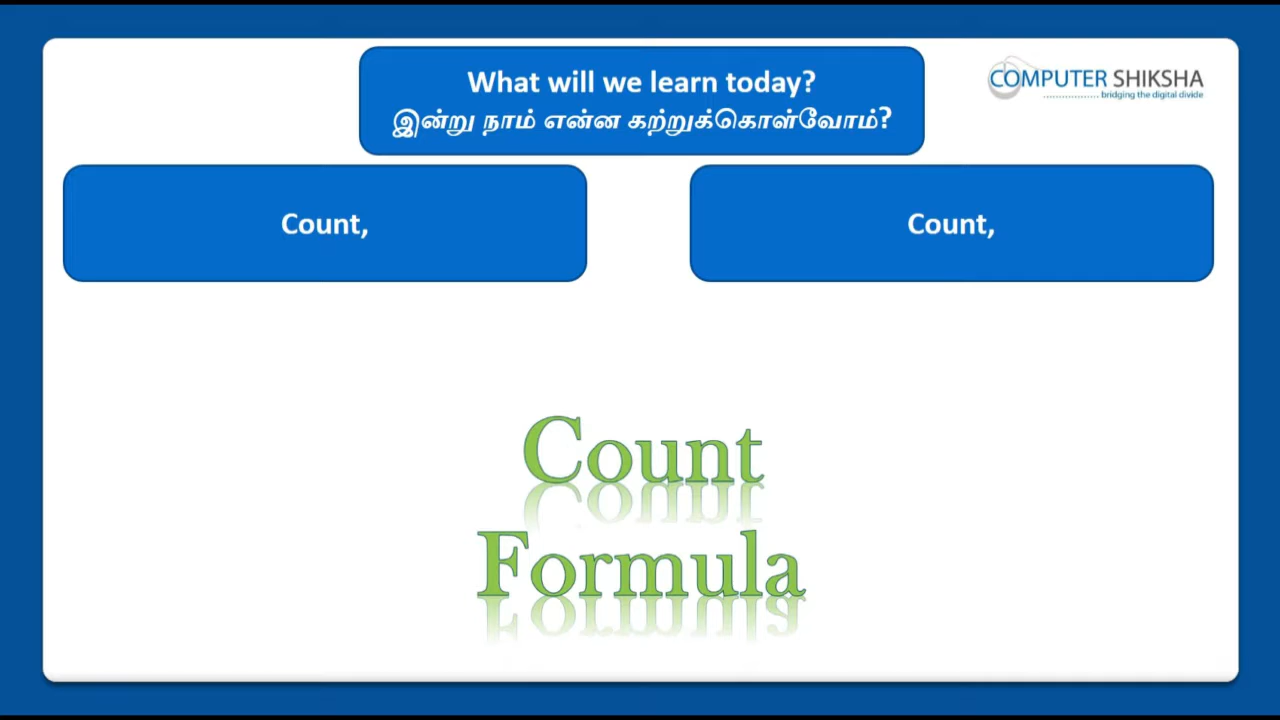 What will we learn today?
இன்று நாம் என்ன கற்றுக்கொள்வோம்?
COMPUTER SHIKSHA
bridging the digital divide
Count,
Count,
Count
Formula